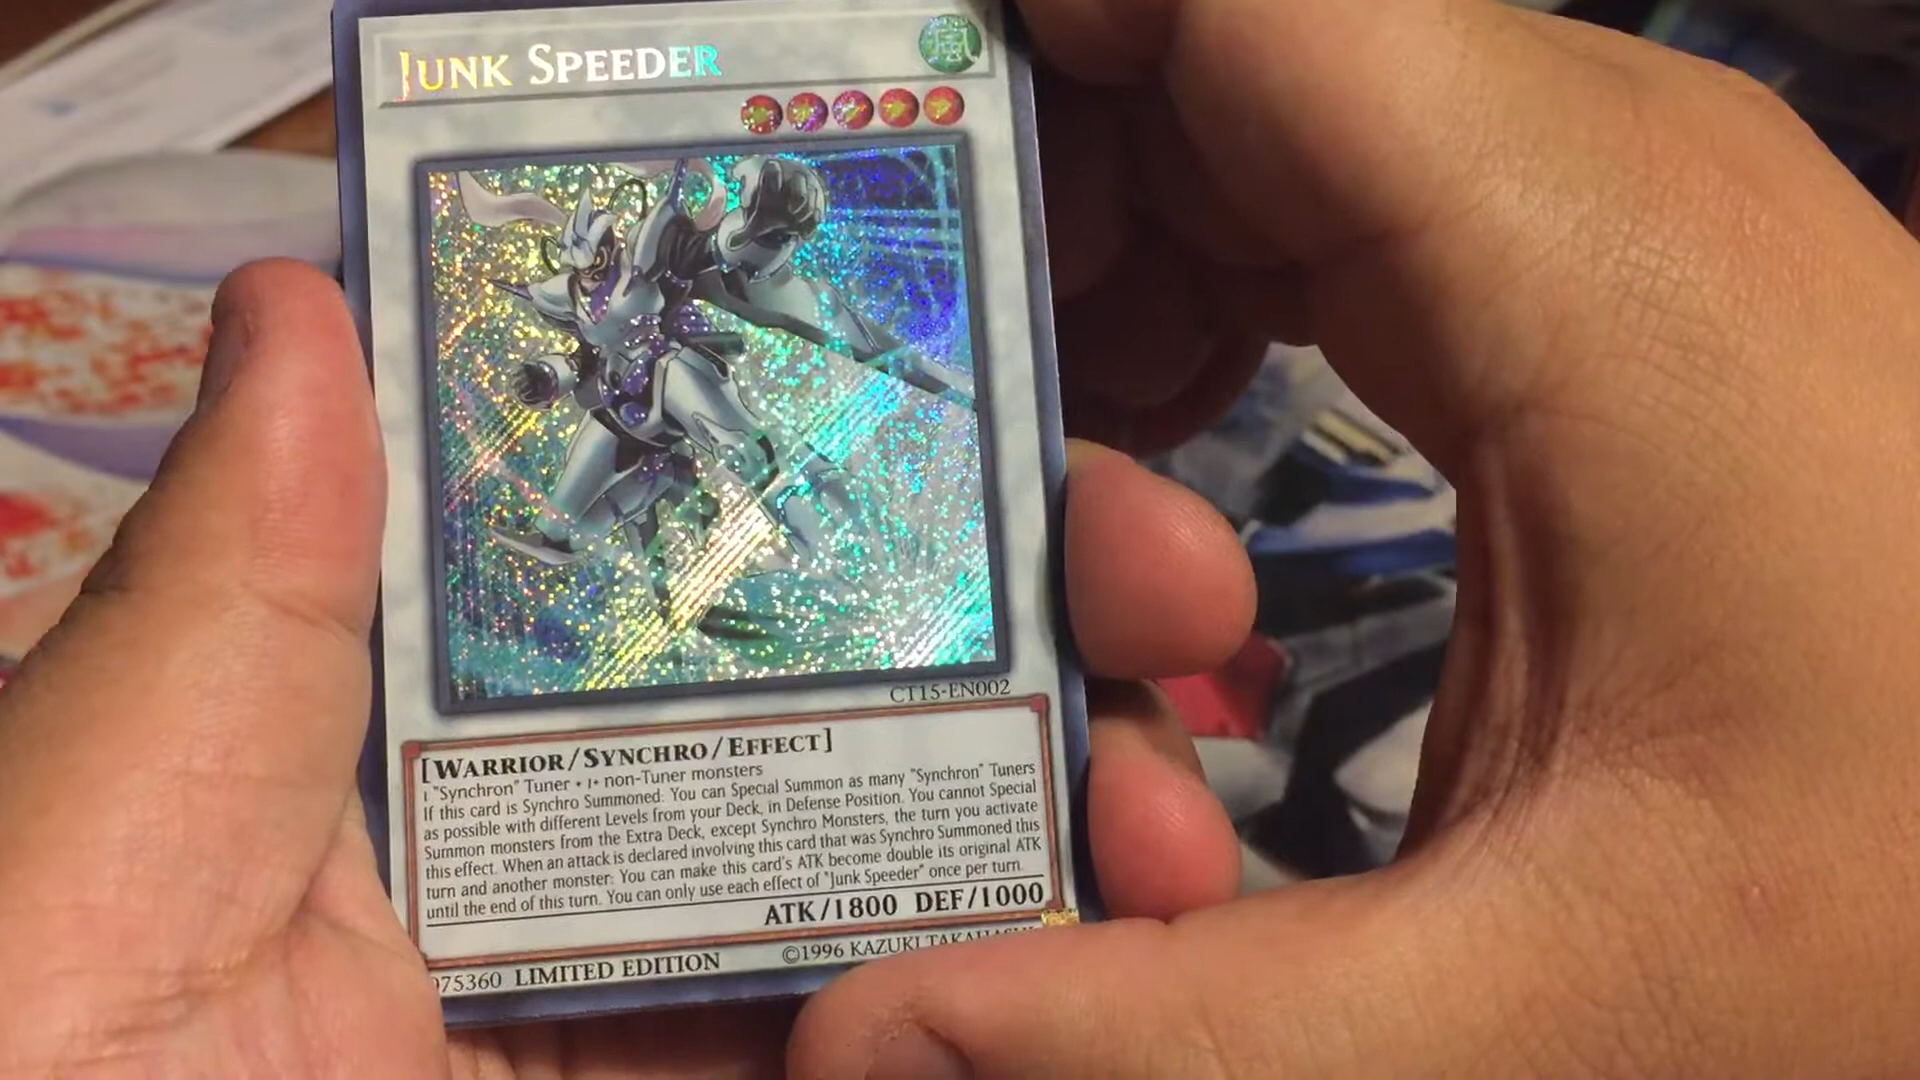 JUNK SPEEDER
風
CT15-EN002
[WARRIOR/SYNCHRO/EFFECT]
1 "Synchron" Tuner + 1+ non-Tuner monsters
If this card is Synchro Summoned: You can Special Summon as many "Synchron" Tuners
as possible with different Levels from your Deck, in Defense Position. You cannot Special
Summon monsters from the Extra Deck, except Synchro Monsters, the turn you activate
this effect. When an attack is declared involving this card that was Synchro Summoned this
turn and another monster: You can make this card's ATK become double its original ATK
until the end of this turn. You can only use each effect of "Junk Speeder" once per turn.
ATK/1800 DEF/1000
075360 LIMITED EDITION ©1996 KAZUKI TAKAHASHI